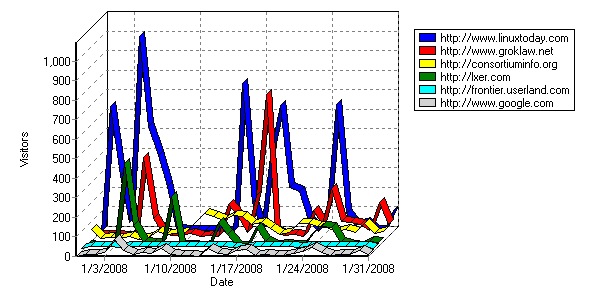 1,000
900
800
700
600
500
400
300
200
100
0
Visitors
1/3/2008 1/10/2008 1/17/2008 1/24/2008 1/31/2008
Date
http://www.linuxtoday.com
http://www.groklaw.net
http://consortiuminfo.org
http://lxer.com
http://frontier.userland.com
http://www.google.com